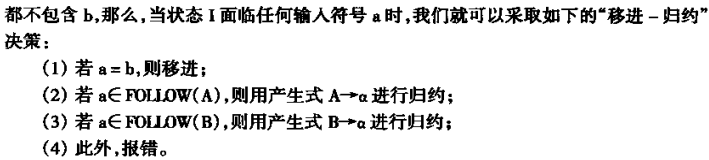 都不包含 b,那么,当状态 I 面临任何输入符号 a 时,我们就可以采取如下的“移进－归约”
决策：
(1) 若 a = b,则移进；
(2) 若 a∈FOLLOW(A),则用产生式 A→α 进行归约；
(3) 若 a∈FOLLOW(B),则用产生式 B→α 进行归约；
(4) 此外,报错。